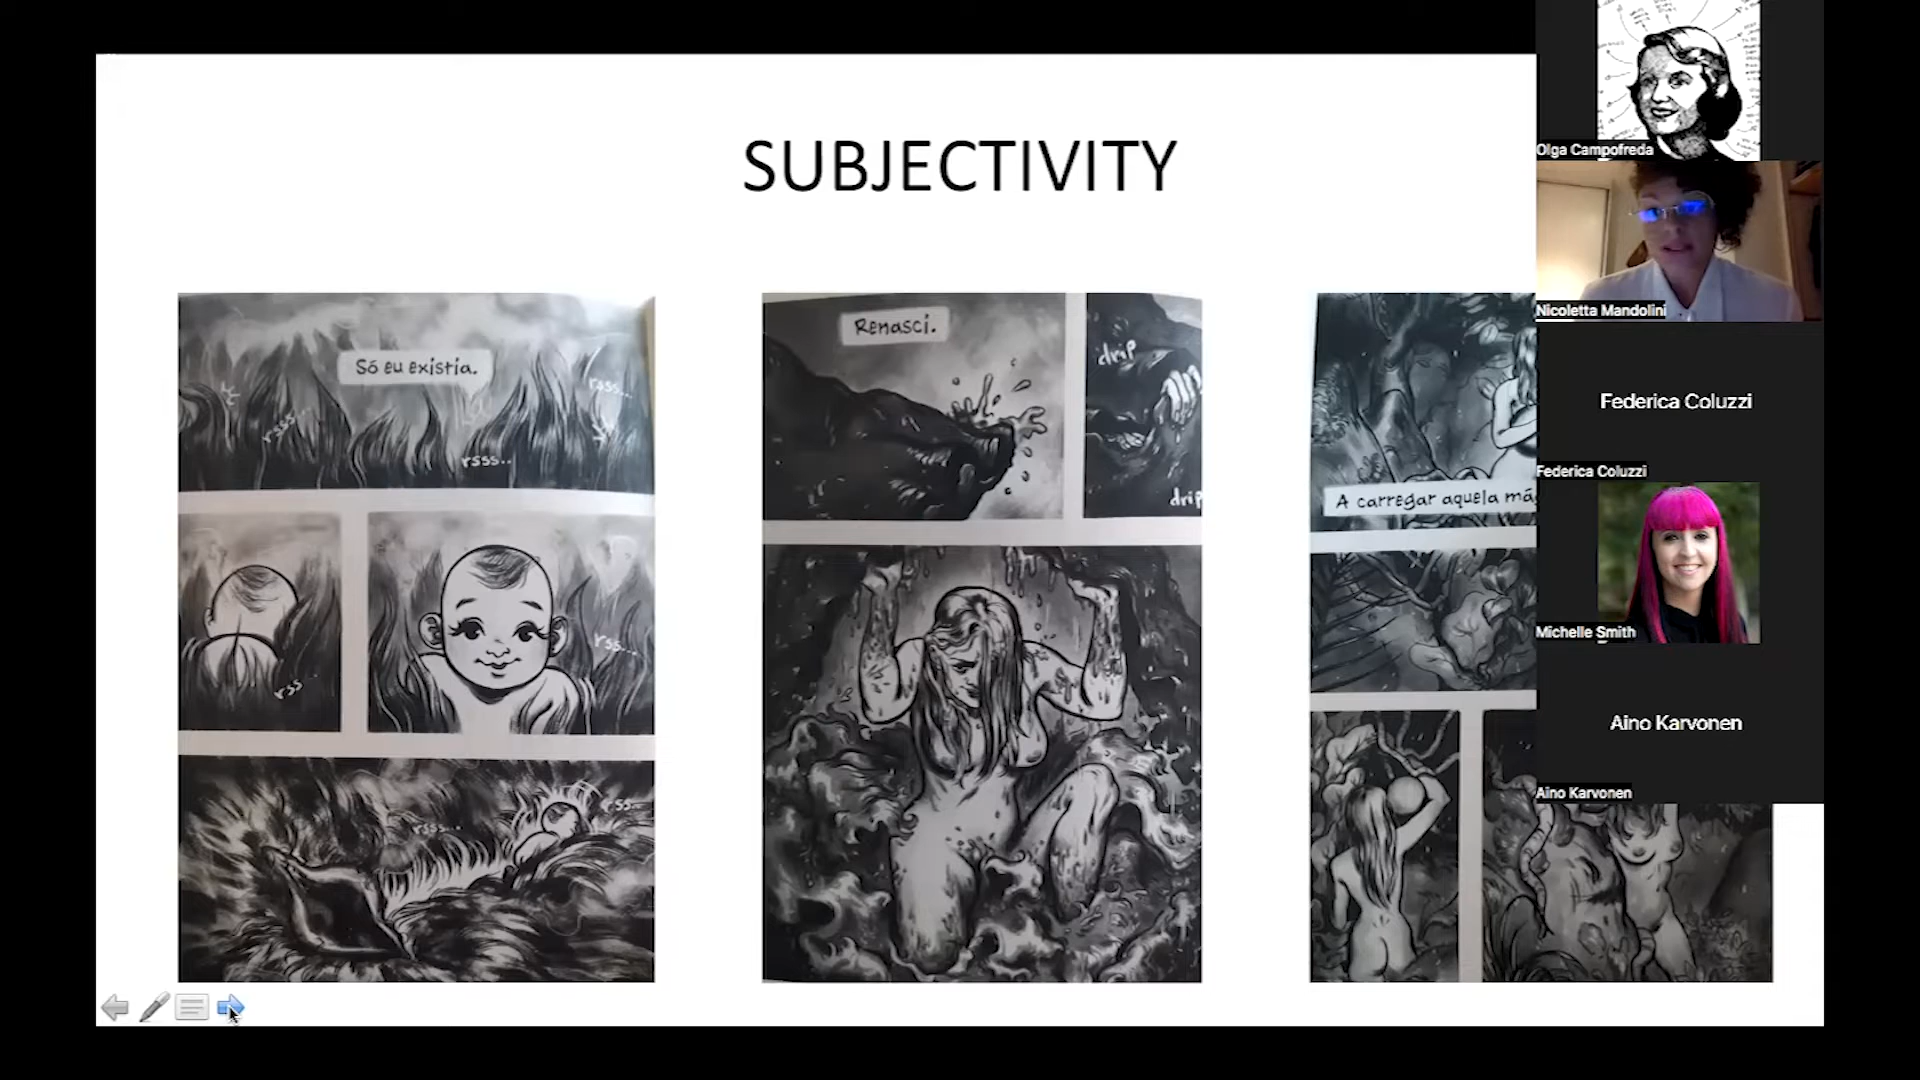 SUBJECTIVITY
Só eu existia.
rsss...
rsss...
rsss...
rss
rss...
rsss...
rss...
Renasci.
drip
drip
A carregar aquela
Olga Campofreda
Nicoletta Mandolini
Federica Coluzzi
Federica Coluzzi
Michelle Smith
Aino Karvonen
Aino Karvonen